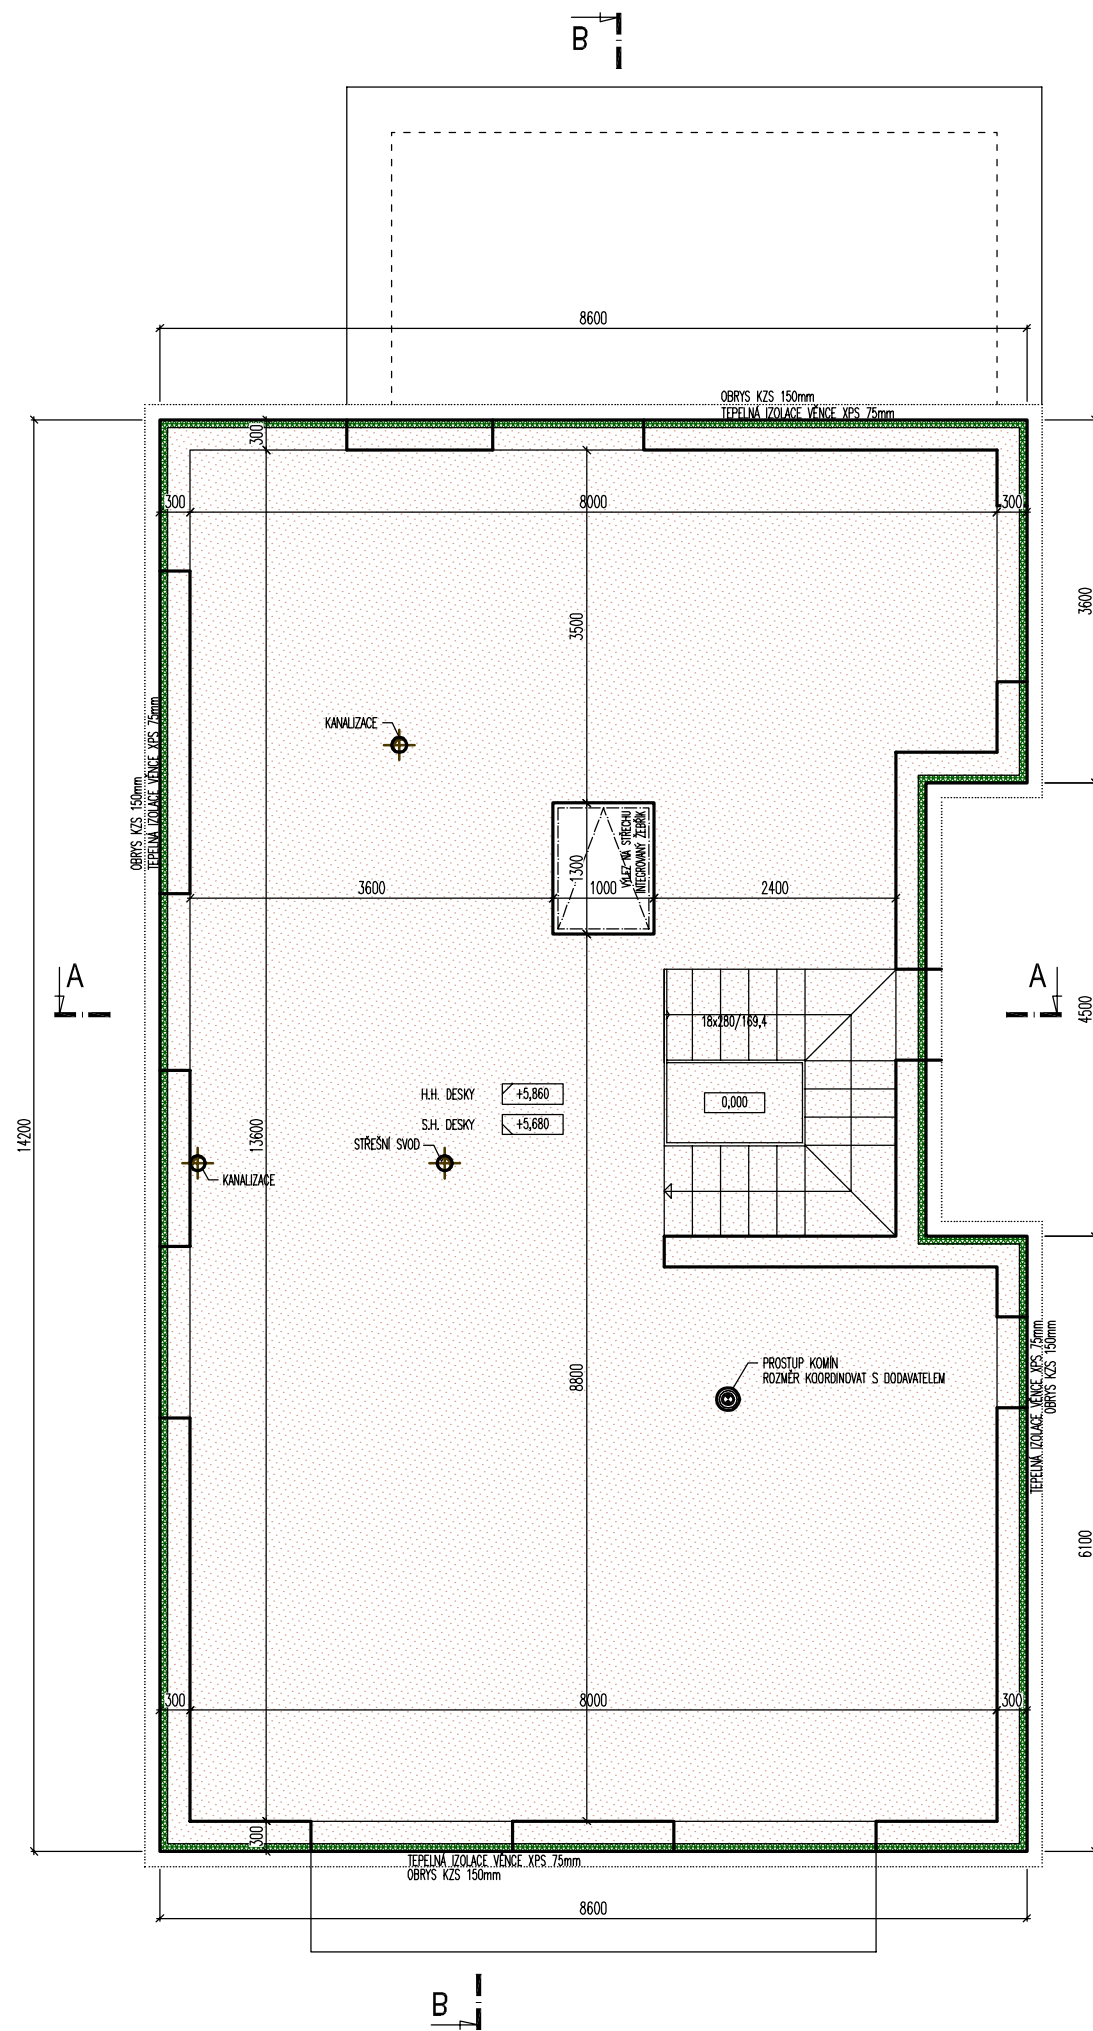 B
8600
OBRYS KZS 150mm
TEPELNÁ IZOLACE VĚNCE XPS 75mm
300
300
8000
300
3500
3600
KANALIZACE
OBRYS KZS 150mm
TEPELNÁ IZOLACE VĚNCE XPS 75mm
VÝLEZ NA STŘECHU
INTEGROVANÝ ŽEBŘÍK
1300
3600
1000
2400
A
A
4500
18x280/169,4
H.H. DESKY
+5,860
0,000
S.H. DESKY
+5,680
14200
13600
STŘEŠNÍ SVOD
KANALIZACE
8800
PROSTUP KOMÍN
ROZMĚR KOORDINOVAT S DODAVATELEM
TEPELNÁ IZOLACE VĚNCE XPS 75mm
OBRYS KZS 150mm
6100
300
8000
300
300
TEPELNÁ IZOLACE VĚNCE XPS 75mm
OBRYS KZS 150mm
8600
B